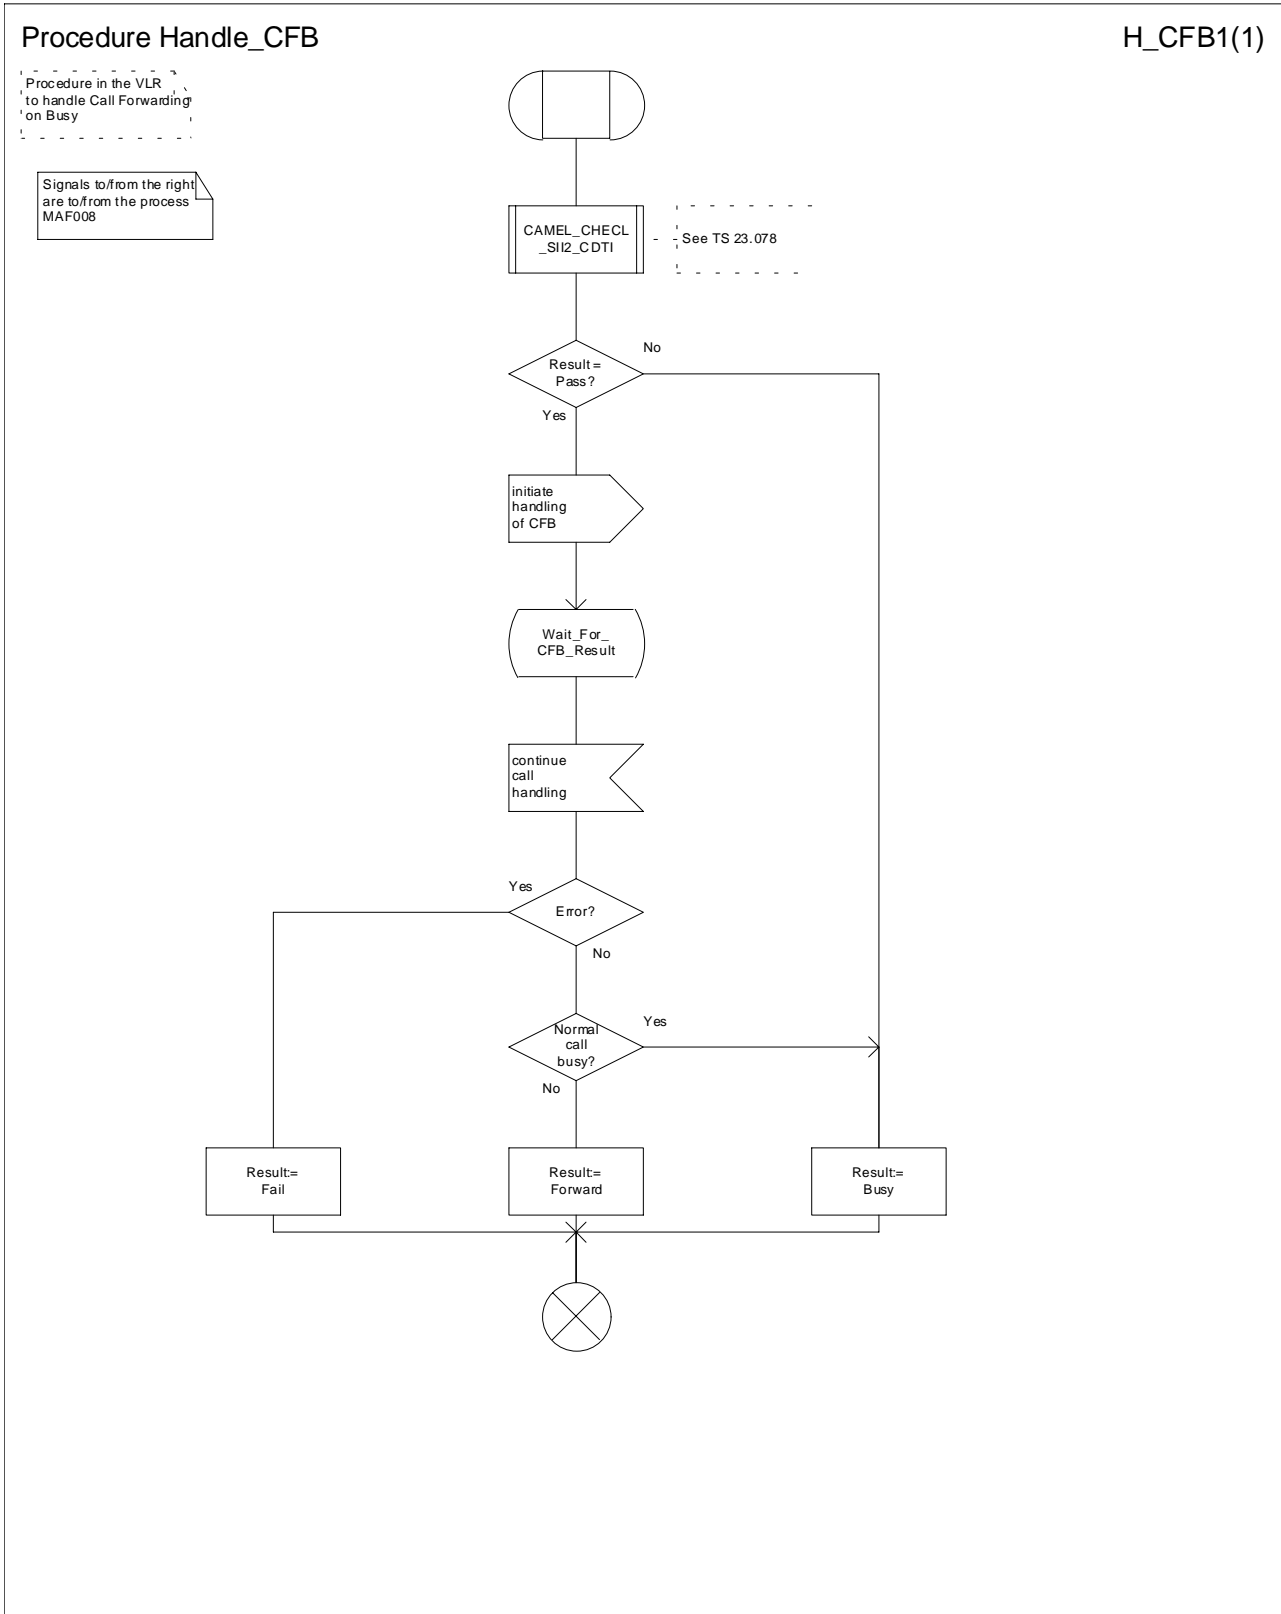 Procedure Handle_CFB
H_CFB1(1)
Procedure in the VLR
to handle Call Forwarding
on Busy
Signals to/from the right
are to/from the process
MAF008
CAMEL_CHECL
_SII2_CDTI
See TS 23.078
Result =
Pass?
No
Yes
initiate
handling
of CFB
Wait_For_
CFB_Result
continue
call
handling
Yes
Error?
No
Normal
call
busy?
Yes
No
Result:=
Fail
Result:=
Forward
Result:=
Busy